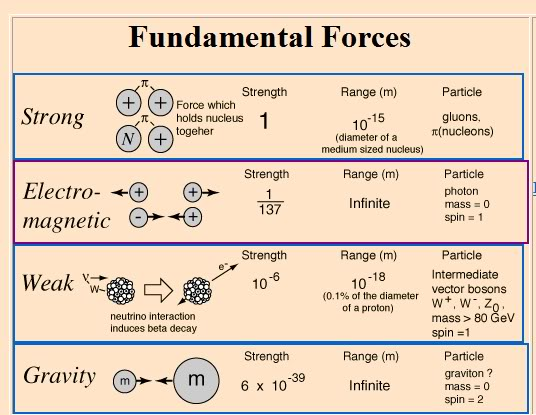 Fundamental Forces
Strong
π
+ +
π
N +
Force which
holds nucleus
togeher
Strength
1
Range (m)
10^-15
(diameter of a
medium sized nucleus)
Particle
gluons,
π(nucleons)
Electro-
magnetic
+ +
- +
Strength
1
137
Range (m)
Infinite
Particle
photon
mass = 0
spin = 1
Weak
ν
W-
e-
neutrino interaction
induces beta decay
Strength
10^-6
Range (m)
10^-18
(0.1% of the diameter
of a proton)
Particle
Intermediate
vector bosons
W+, W-, Z0,
mass > 80 GeV
spin =1
Gravity
m m
Strength
6 x 10^-39
Range (m)
Infinite
Particle
graviton ?
mass = 0
spin = 2